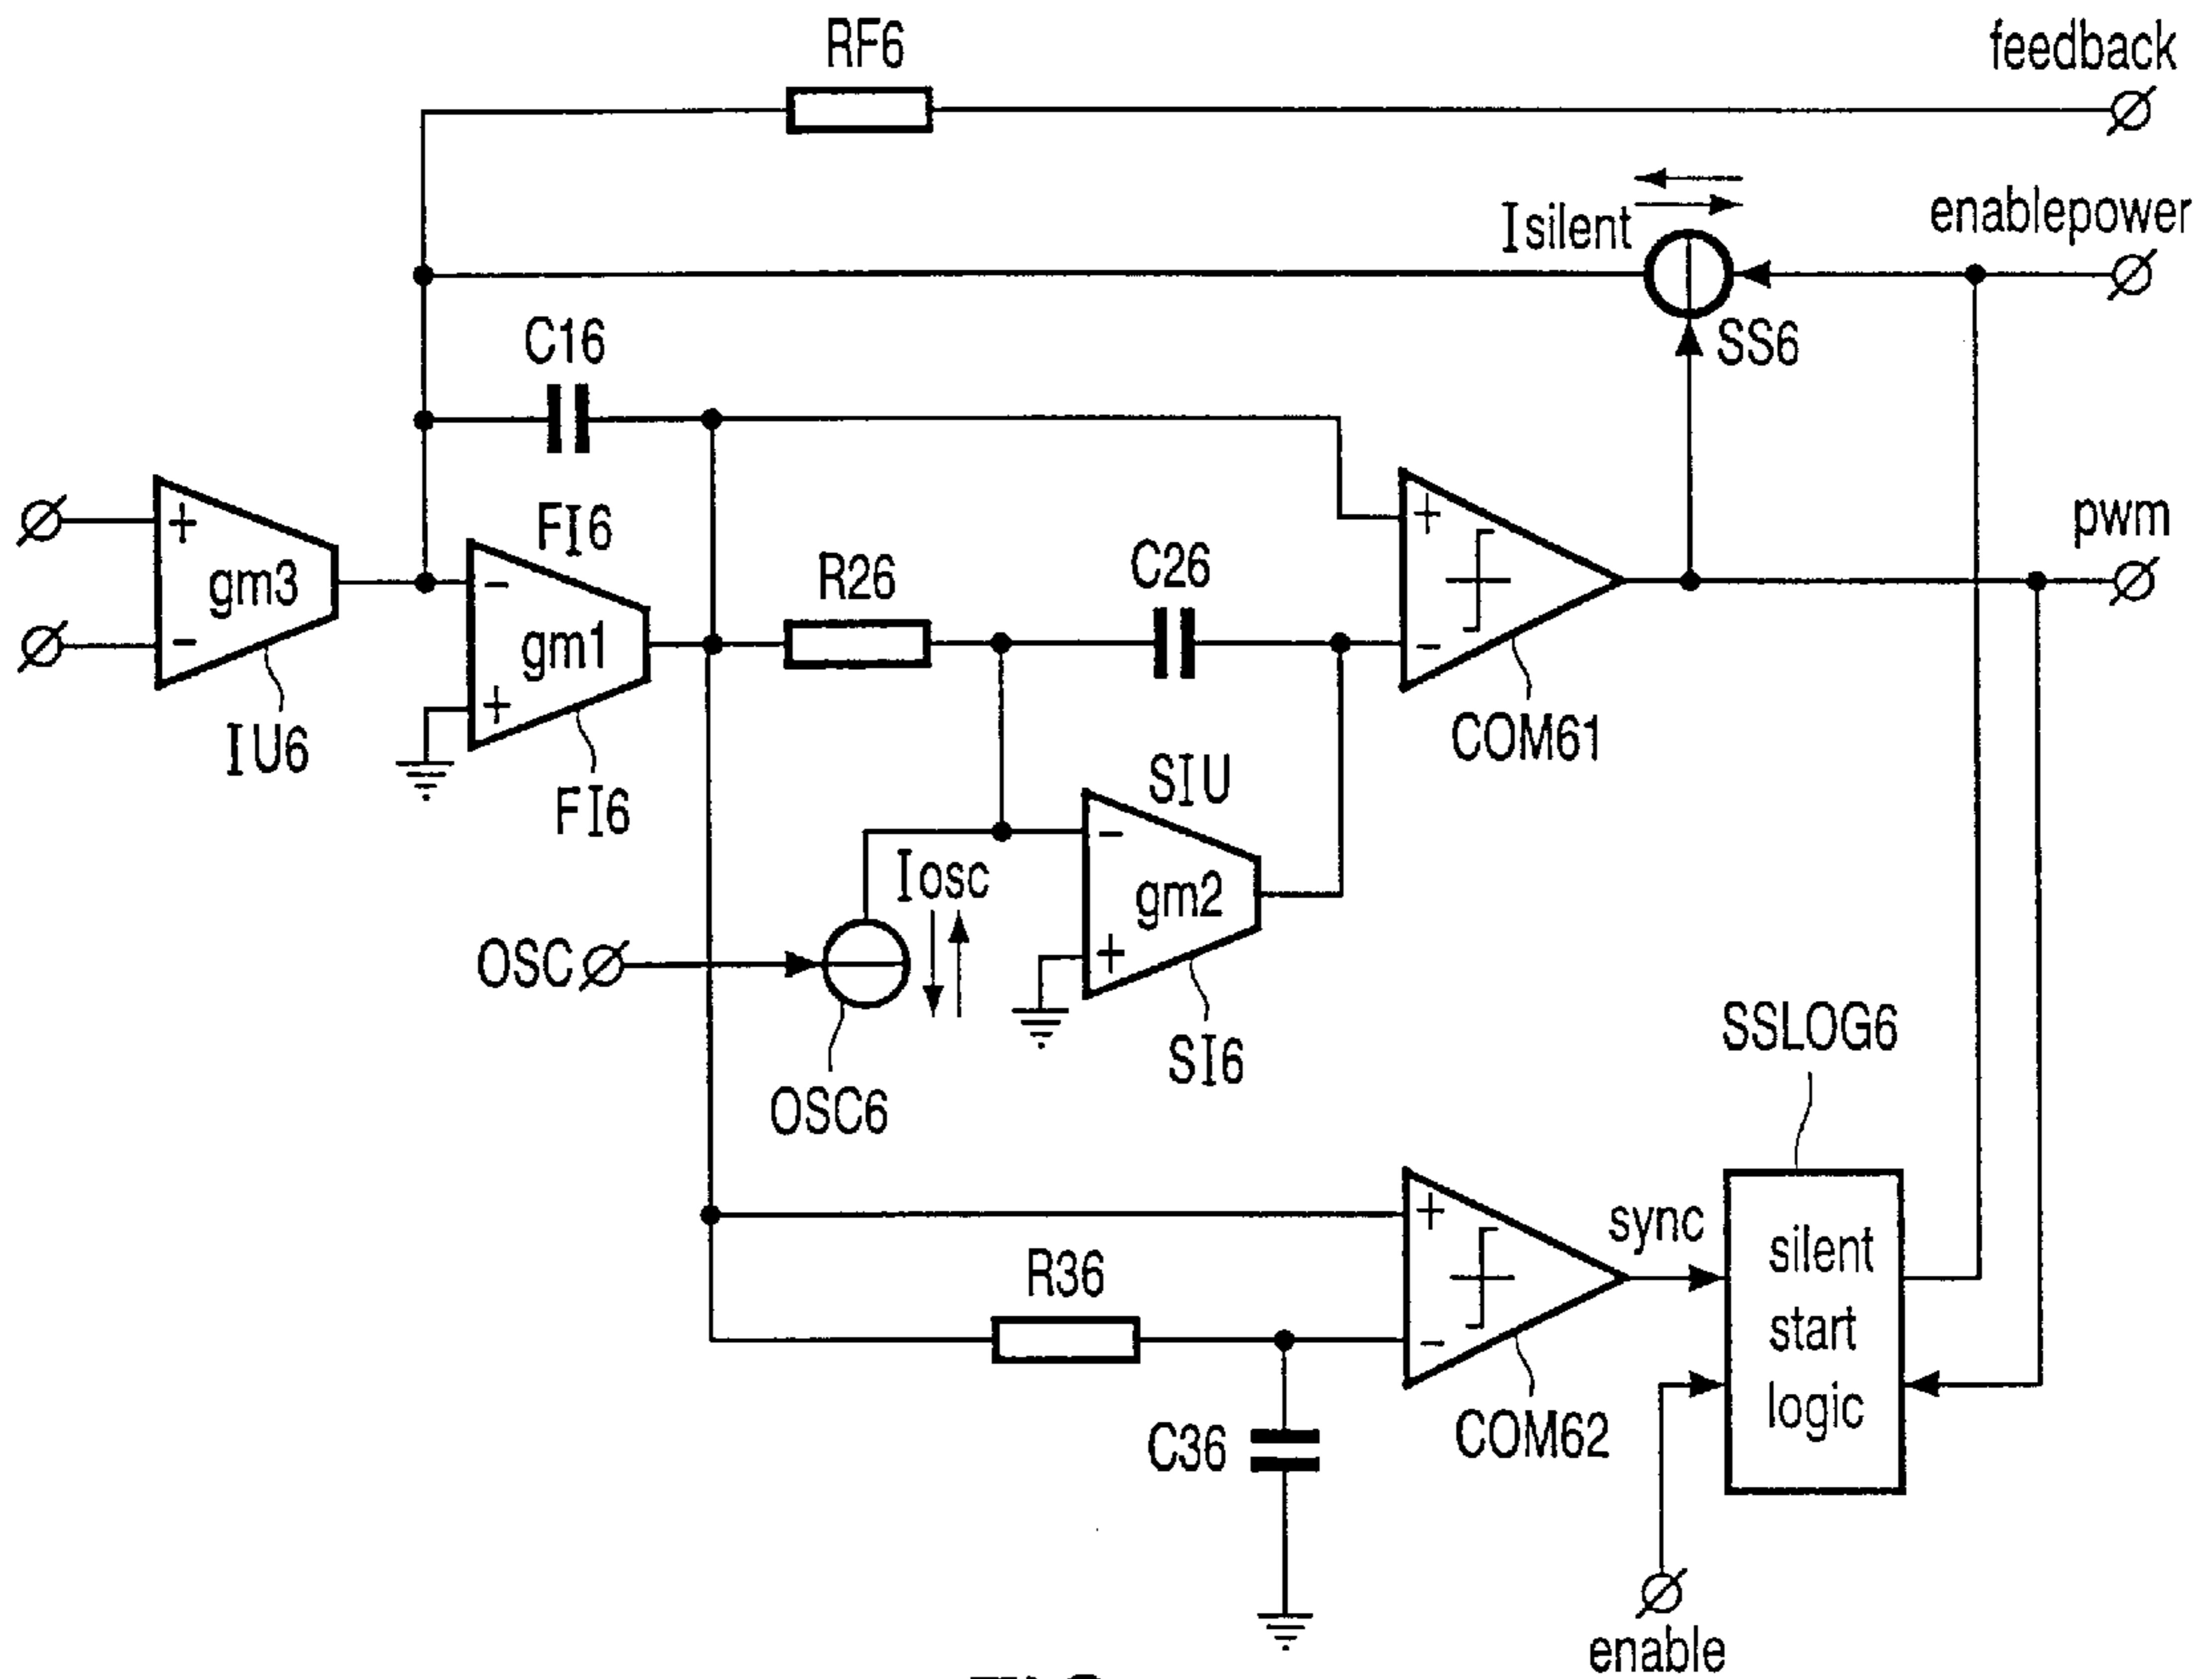 RF6
feedback
Isilent
enablepower
SS6
C16
pwm
+
gm3
-
IU6
FI6
-
gm1
+
FI6
R26
C26
+
-
COM61
SIU
-
gm2
+
SI6
Iosc
OSC
OSC6
SSLOG6
+
-
sync
silent
start
logic
R36
COM62
C36
enable